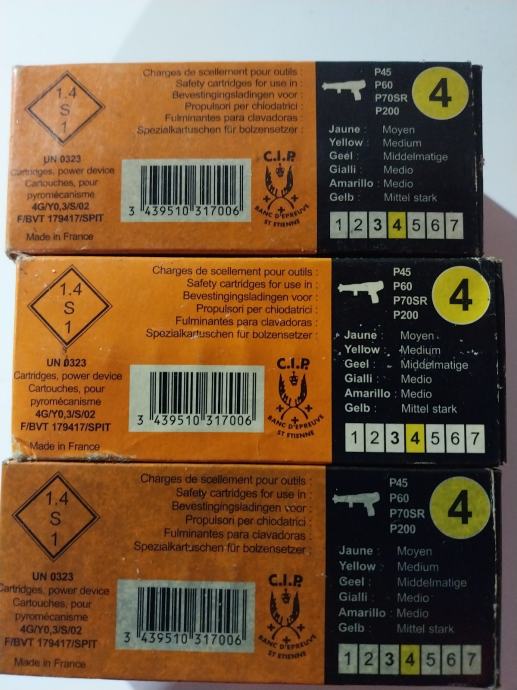 1.4
S
1
UN 0323
Cartridges, power device
Cartouches, pour
pyromécanisme
4G/Y0,3/S/02
F/BVT 179417/SPIT
Made in France
Charges de scellement pour outils :
Safety cartridges for use in :
Bevestingingsladingen voor :
Propulsori per chiodatrici :
Fulminantes para clavadoras :
Spezialkartuschen für bolzensetzer :
3 439510 317006
C.I.P.
BANC D'EPREUVE
ST ETIENNE
P45
P60
P70SR
P200
4
Jaune : Moyen
Yellow : Medium
Geel : Middelmatige
Gialli : Medio
Amarillo : Medio
Gelb : Mittel stark
1 2 3 4 5 6 7
1.4
S
1
UN 0323
Cartridges, power device
Cartouches, pour
pyromécanisme
4G/Y0,3/S/02
F/BVT 179417/SPIT
Made in France
Charges de scellement pour outils :
Safety cartridges for use in :
Bevestingingsladingen voor :
Propulsori per chiodatrici :
Fulminantes para clavadoras :
Spezialkartuschen für bolzensetzer :
3 439510 317006
C.I.P.
BANC D'EPREUVE
ST ETIENNE
P45
P60
P70SR
P200
4
Jaune : Moyen
Yellow : Medium
Geel : Middelmatige
Gialli : Medio
Amarillo : Medio
Gelb : Mittel stark
1 2 3 4 5 6 7
1.4
S
1
UN 0323
Cartridges, power device
Cartouches, pour
pyromécanisme
4G/Y0,3/S/02
F/BVT 179417/SPIT
Made in France
Charges de scellement pour outils :
Safety cartridges for use in :
Bevestingingsladingen voor :
Propulsori per chiodatrici :
Fulminantes para clavadoras :
Spezialkartuschen für bolzensetzer :
3 439510 317006
C.I.P.
BANC D'EPREUVE
ST ETIENNE
P45
P60
P70SR
P200
4
Jaune : Moyen
Yellow : Medium
Geel : Middelmatige
Gialli : Medio
Amarillo : Medio
Gelb : Mittel stark
1 2 3 4 5 6 7